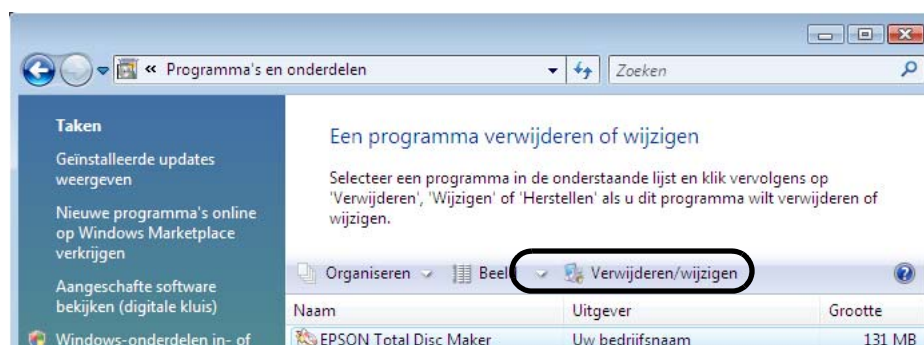 « Programma's en onderdelen
Zoeken
Taken
Geïnstalleerde updates
weergeven
Nieuwe programma's online
op Windows Marketplace
verkrijgen
Aangeschafte software
bekijken (digitale kluis)
Windows-onderdelen in- of
Een programma verwijderen of wijzigen
Selecteer een programma in de onderstaande lijst en klik vervolgens op
'Verwijderen', 'Wijzigen' of 'Herstellen' als u dit programma wilt verwijderen of
wijzigen.
Organiseren Verwijderen/wijzigen
Naam Uitgever Grootte
EPSON Total Disc Maker Uw bedrijfsnaam 131 MB